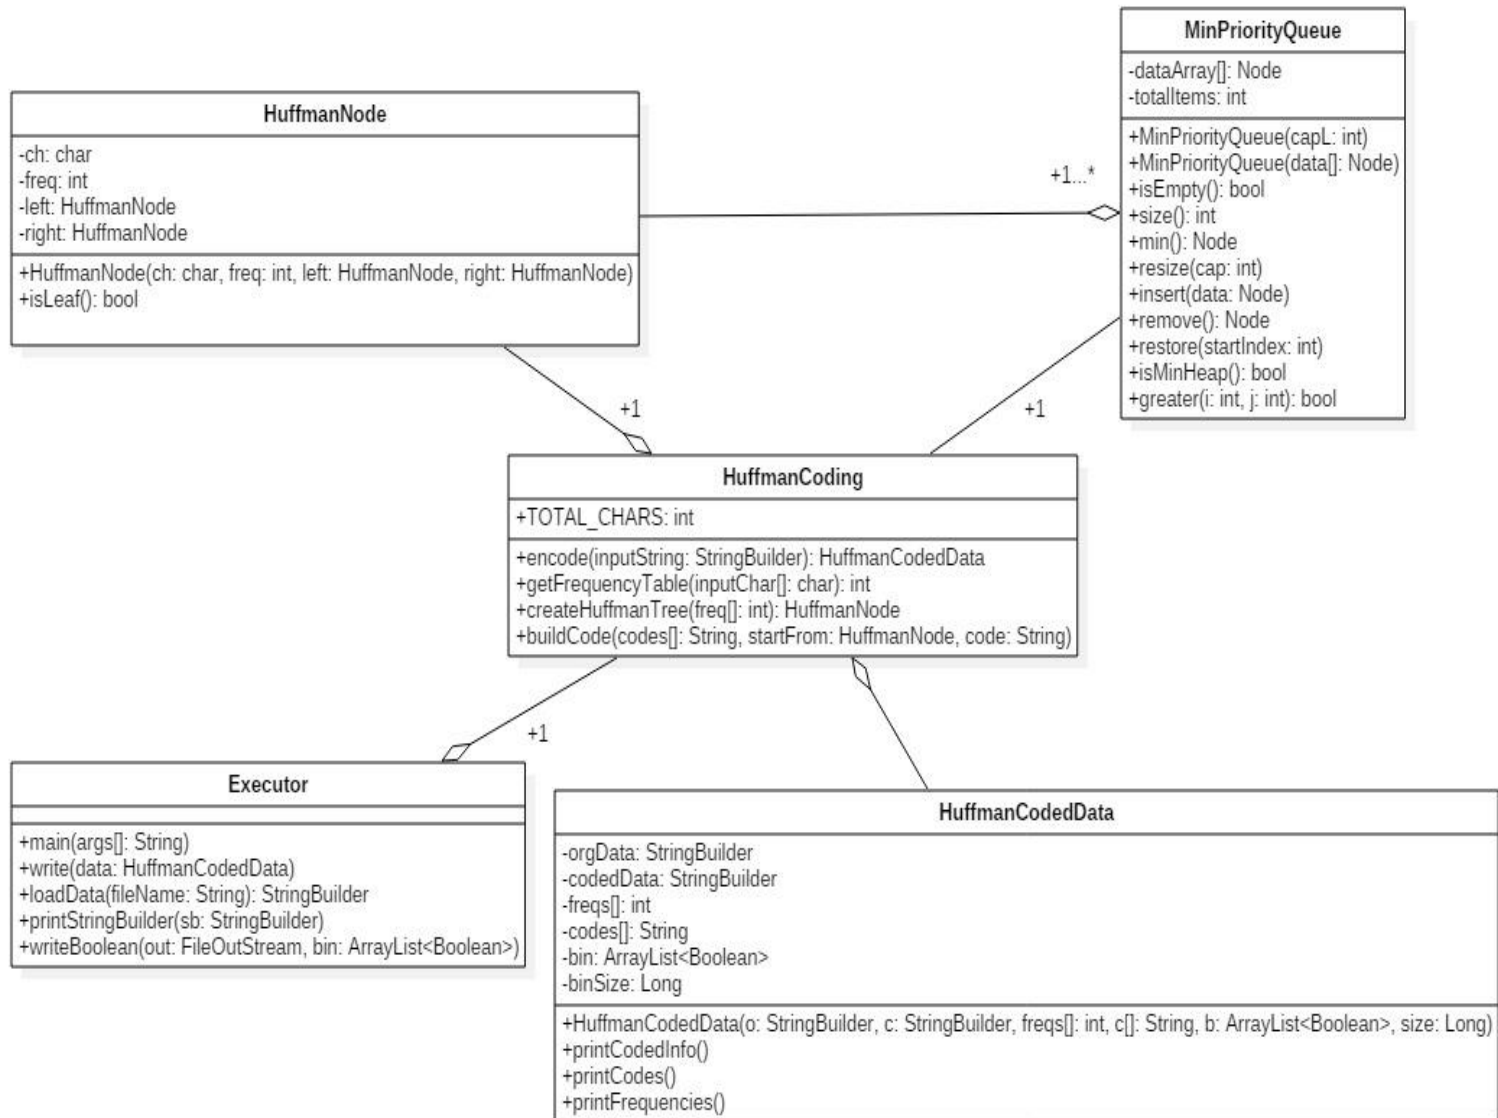 MinPriorityQueue
-dataArray[]: Node
-totalItems: int
+MinPriorityQueue(capL: int)
+MinPriorityQueue(data[]: Node)
+isEmpty(): bool
+size(): int
+min(): Node
+resize(cap: int)
+insert(data: Node)
+remove(): Node
+restore(startIndex: int)
+isMinHeap(): bool
+greater(i: int, j: int): bool
HuffmanNode
-ch: char
-freq: int
-left: HuffmanNode
-right: HuffmanNode
+HuffmanNode(ch: char, freq: int, left: HuffmanNode, right: HuffmanNode)
+isLeaf(): bool
+1...*
+1
+1
HuffmanCoding
+TOTAL_CHARS: int
+encode(inputString: StringBuilder): HuffmanCodedData
+getFrequencyTable(inputChar[]: char): int
+createHuffmanTree(freq[]: int): HuffmanNode
+buildCode(codes[]: String, startFrom: HuffmanNode, code: String)
+1
Executor
+main(args[]: String)
+write(data: HuffmanCodedData)
+loadData(fileName: String): StringBuilder
+printStringBuilder(sb: StringBuilder)
+writeBoolean(out: FileOutStream, bin: ArrayList<Boolean>)
HuffmanCodedData
-orgData: StringBuilder
-codedData: StringBuilder
-freqs[]: int
-codes[]: String
-bin: ArrayList<Boolean>
-binSize: Long
+HuffmanCodedData(o: StringBuilder, c: StringBuilder, freqs[]: int, c[]: String, b: ArrayList<Boolean>, size: Long)
+printCodedInfo()
+printCodes()
+printFrequencies()